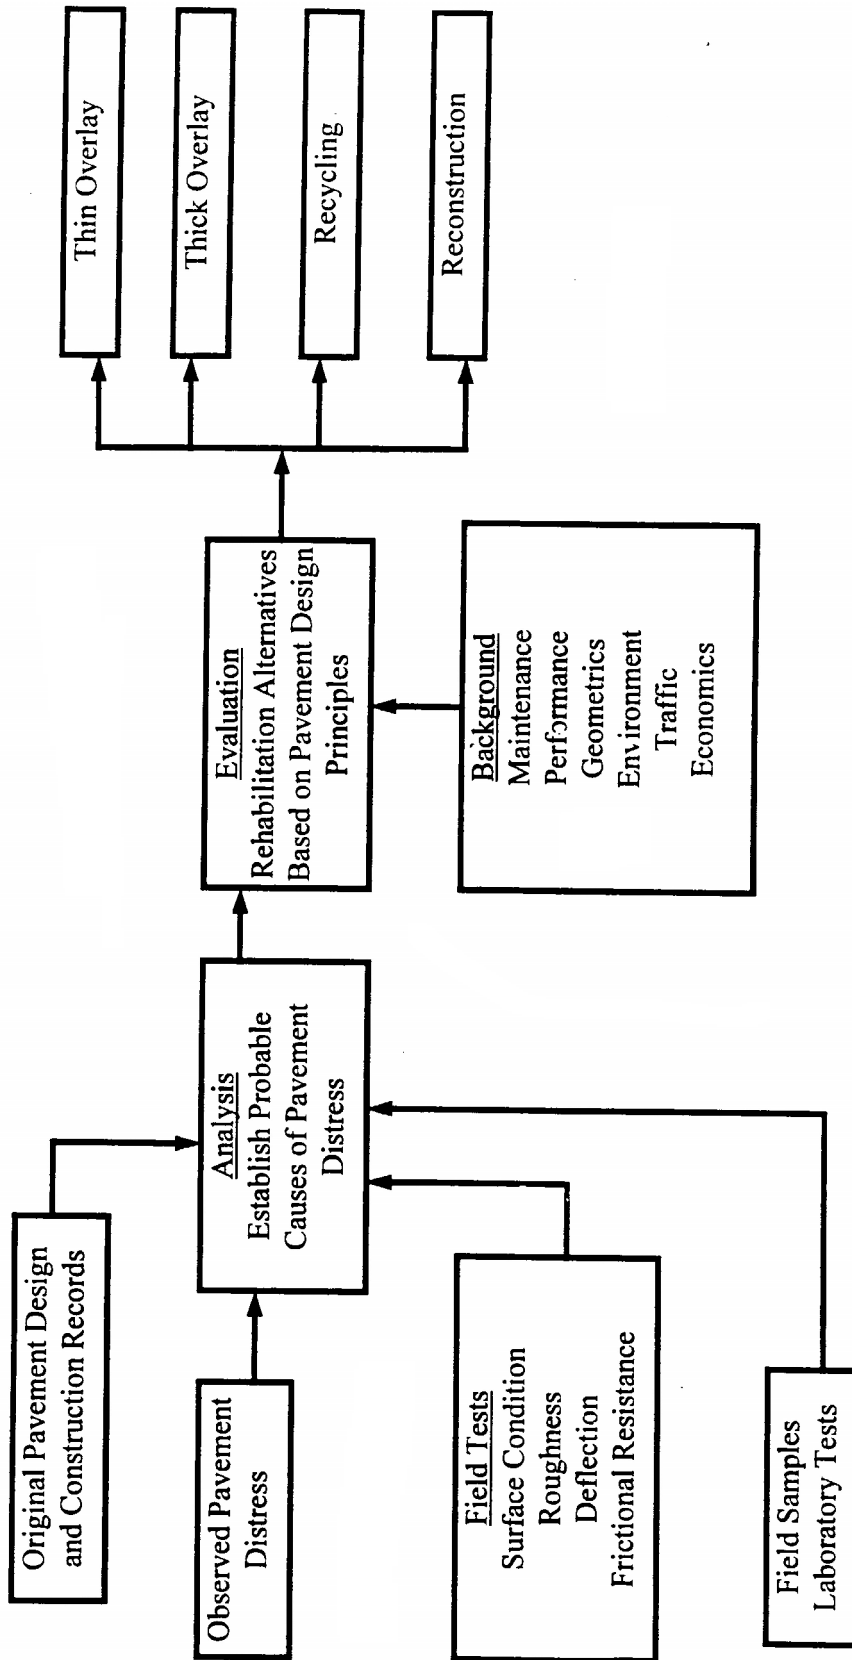 Original Pavement Design
and Construction Records
Observed Pavement
Distress
Field Tests
Surface Condition
Roughness
Deflection
Frictional Resistance
Field Samples
Laboratory Tests
Analysis
Establish Probable
Causes of Pavement
Distress
Evaluation
Rehabilitation Alternatives
Based on Pavement Design
Principles
Background
Maintenance
Performance
Geometrics
Environment
Traffic
Economics
Thin Overlay
Thick Overlay
Recycling
Reconstruction